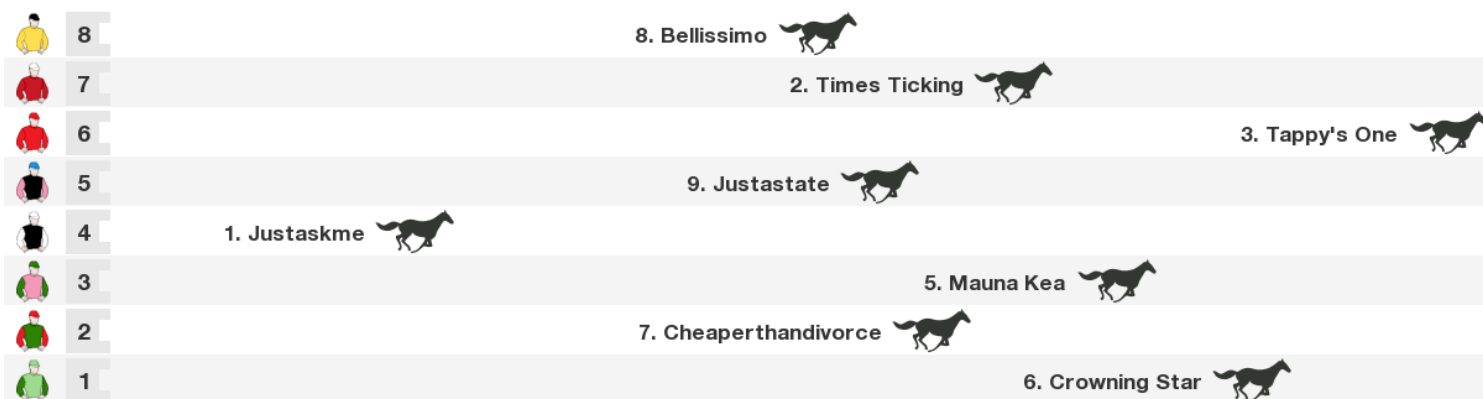 8 8. Bellissimo
7 2. Times Ticking
6 3. Tappy's One
5 9. Justastate
4 1. Justaskme
3 5. Mauna Kea
2 7. Cheaperthandivorce
1 6. Crowning Star